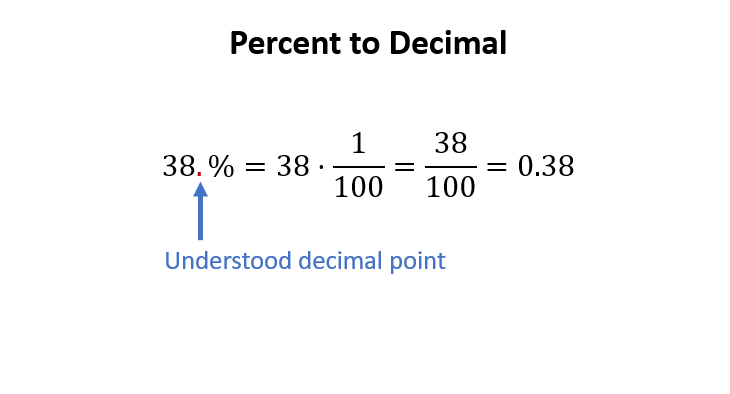 Percent to Decimal
38.% = 38 · 1/100 = 38/100 = 0.38
Understood decimal point